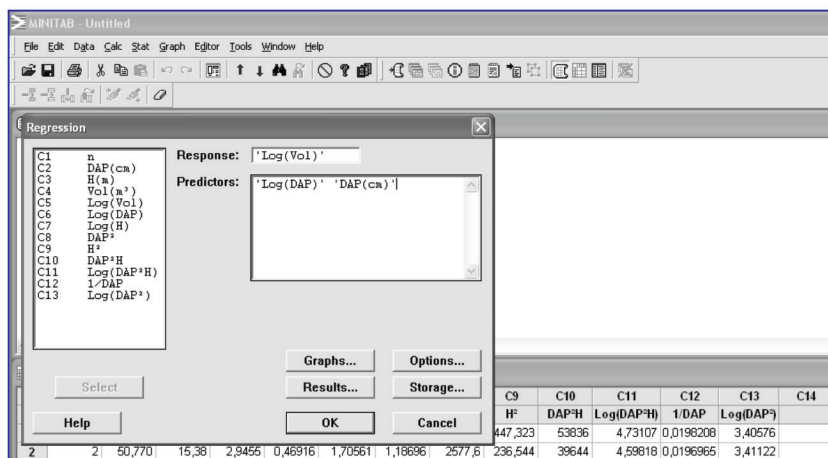 MINITAB - Untitled
File Edit Data Calc Stat Graph Editor Tools Window Help
Regression
C1 n
C2 DAP(cm)
C3 H(m)
C4 Vol(m³)
C5 Log(Vol)
C6 Log(DAP)
C7 Log(H)
C8 DAP²
C9 H²
C10 DAP²H
C11 Log(DAP²H)
C12 1/DAP
C13 Log(DAP²)
Response: 'Log(Vol)'
Predictors: 'Log(DAP)' 'DAP(cm)'
Graphs... Options...
Select Results... Storage...
Help OK Cancel
C9 C10 C11 C12 C13 C14
H² DAP²H Log(DAP²H) 1/DAP Log(DAP²)
447,323 53836 4,73107 0,0198208 3,40576
2 2 50,770 15,38 2,9455 0,46916 1,70561 1,18696 2577,6 236,544 39644 4,59818 0,0196965 3,41122